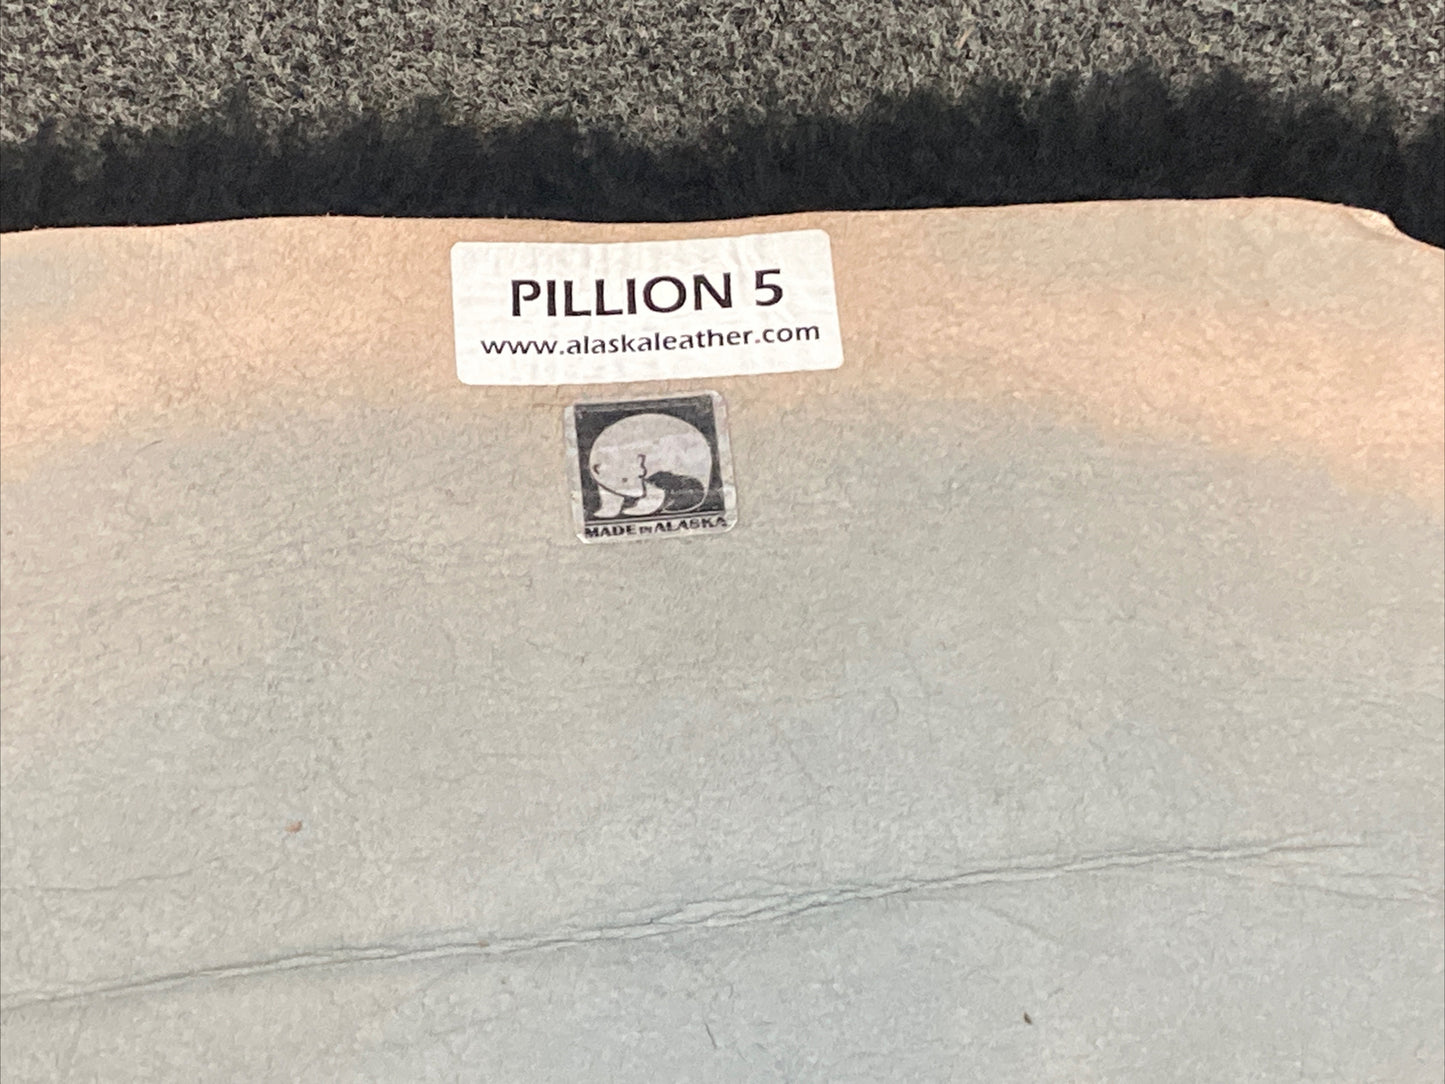 PILLION 5
www.alaskaleather.com
MADE IN ALASKA